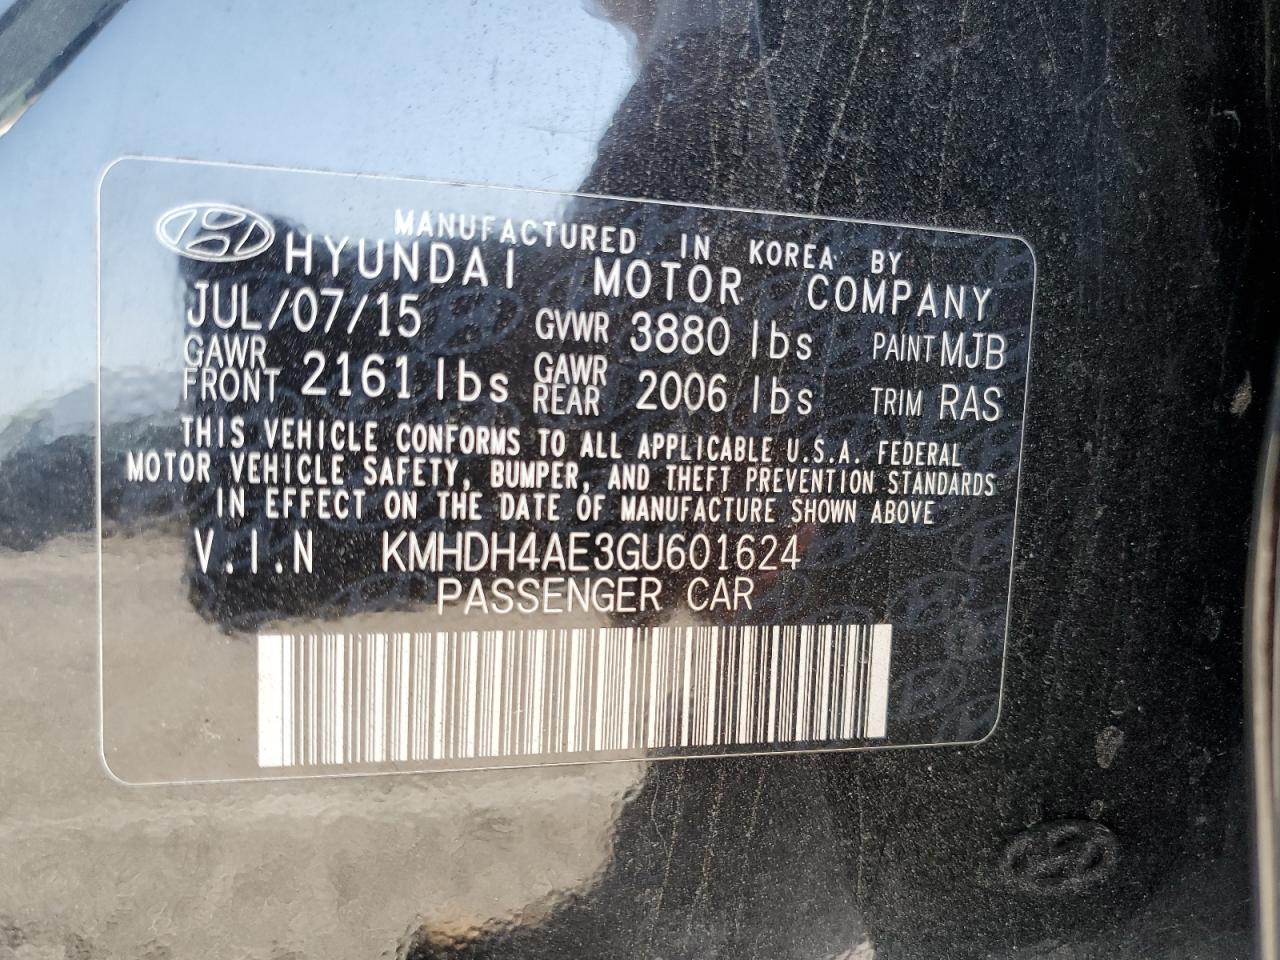 MANUFACTURED IN KOREA BY
HYUNDAI MOTOR COMPANY
JUL/07/15 GVWR 3880 lbs PAINT MJB
GAWR FRONT 2161 lbs GAWR REAR 2006 lbs TRIM RAS
THIS VEHICLE CONFORMS TO ALL APPLICABLE U.S.A. FEDERAL
MOTOR VEHICLE SAFETY, BUMPER, AND THEFT PREVENTION STANDARDS
IN EFFECT ON THE DATE OF MANUFACTURE SHOWN ABOVE
V.I.N KMHDH4AE3GU601624
PASSENGER CAR